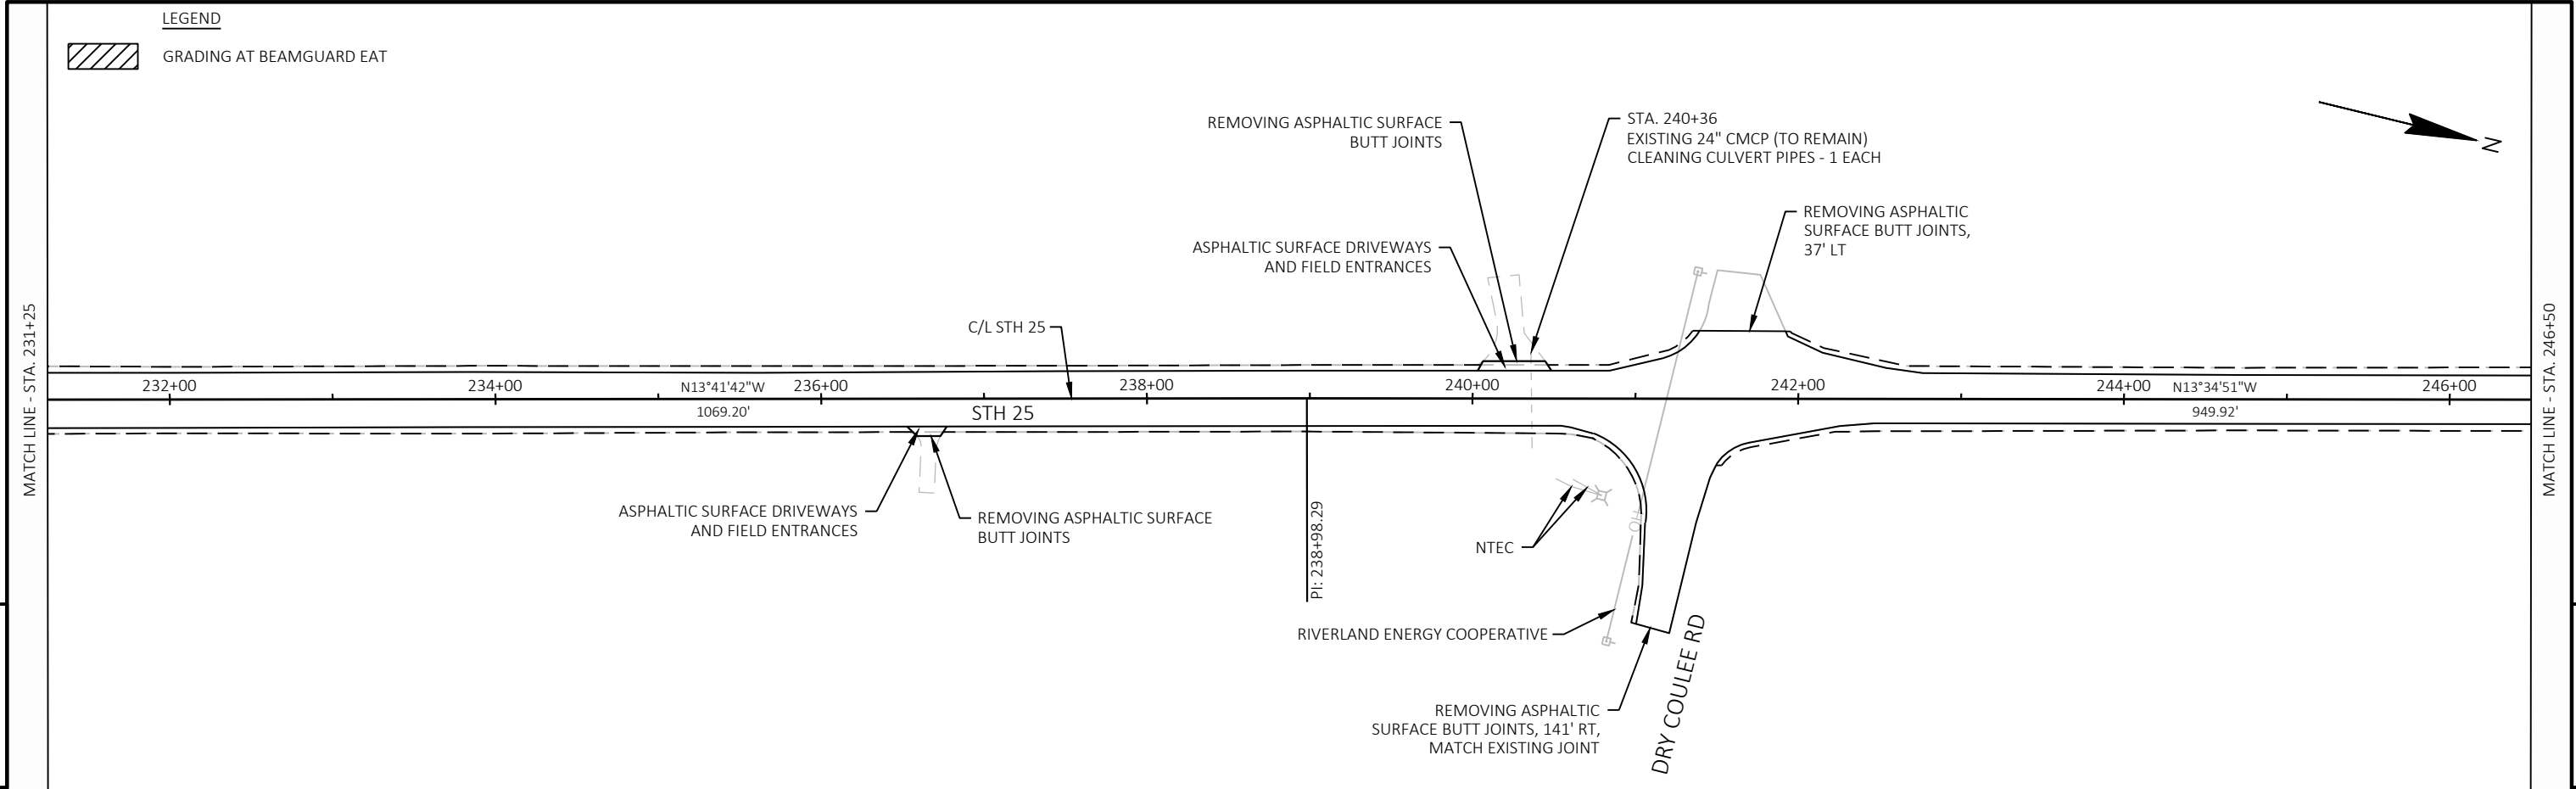 LEGEND
GRADING AT BEAMGUARD EAT
MATCH LINE - STA. 231+25
MATCH LINE - STA. 246+50
N
REMOVING ASPHALTIC SURFACE
BUTT JOINTS
STA. 240+36
EXISTING 24" CMCP (TO REMAIN)
CLEANING CULVERT PIPES - 1 EACH
REMOVING ASPHALTIC
SURFACE BUTT JOINTS,
37' LT
ASPHALTIC SURFACE DRIVEWAYS
AND FIELD ENTRANCES
C/L STH 25
232+00
234+00
N13°41'42"W
236+00
238+00
240+00
242+00
244+00
N13°34'51"W
246+00
1069.20'
STH 25
949.92'
ASPHALTIC SURFACE DRIVEWAYS
AND FIELD ENTRANCES
REMOVING ASPHALTIC SURFACE
BUTT JOINTS
PI: 238+98.29
NTEC
OH
RIVERLAND ENERGY COOPERATIVE
REMOVING ASPHALTIC
SURFACE BUTT JOINTS, 141' RT,
MATCH EXISTING JOINT
DRY COULEE RD